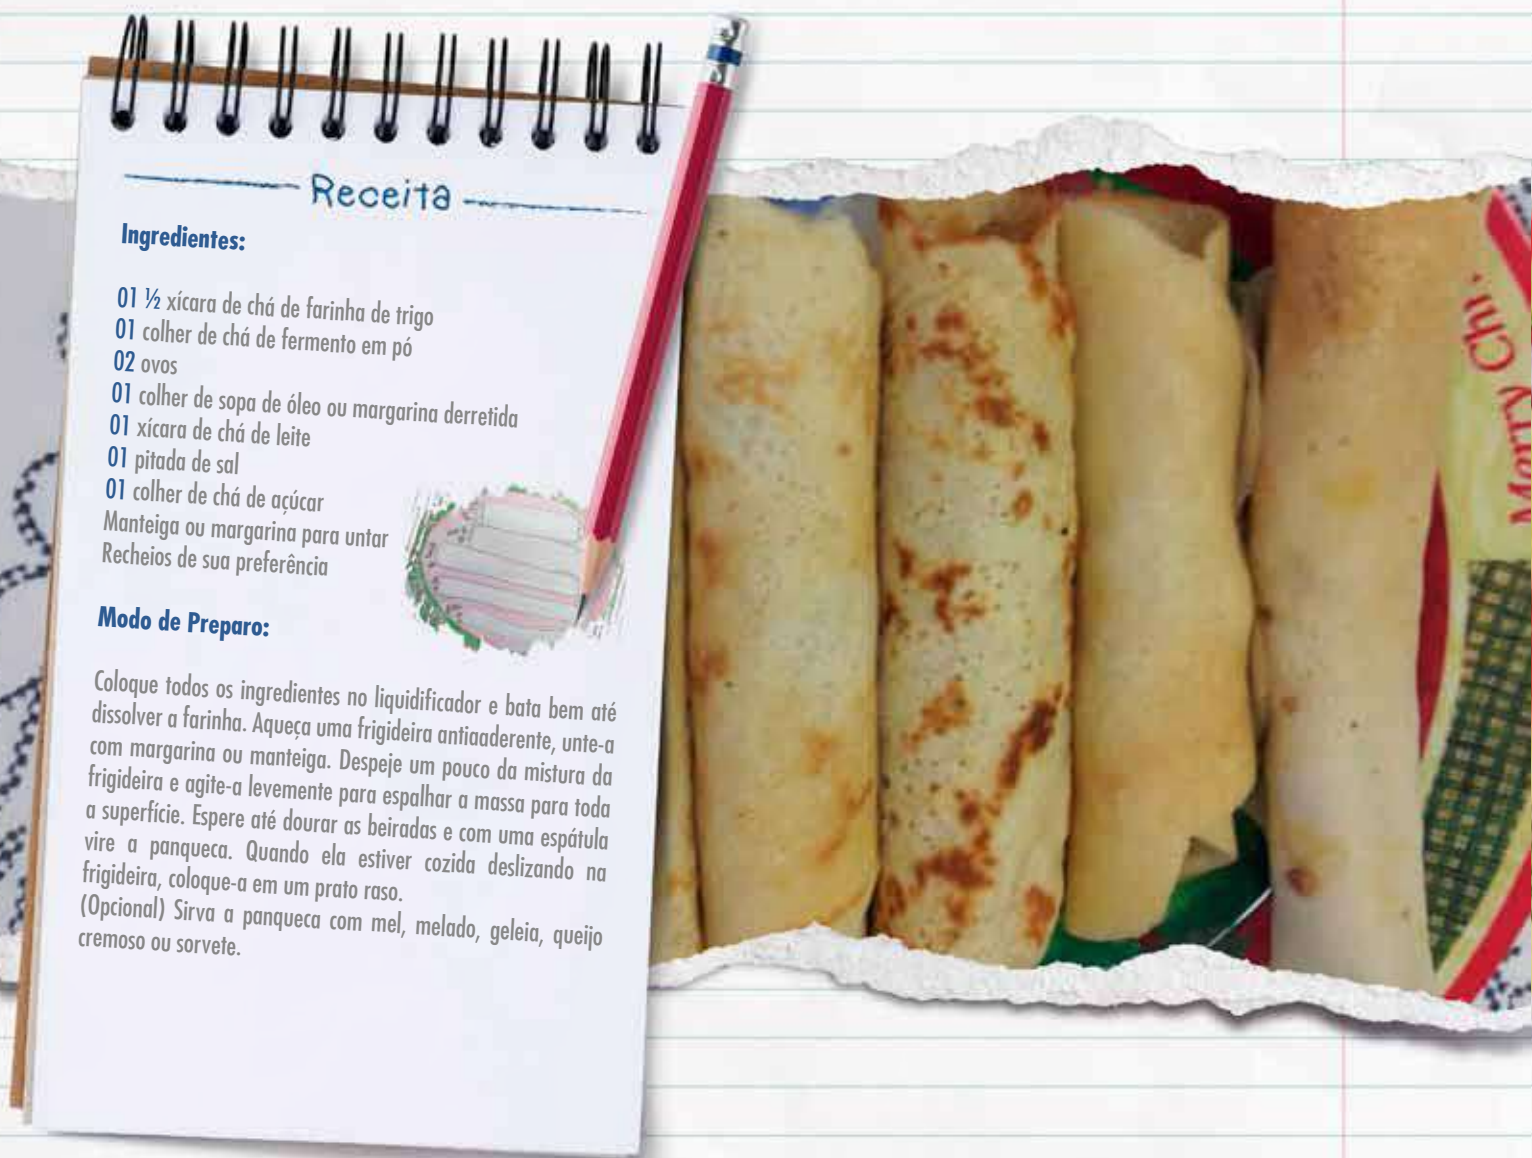 Receita
Ingredientes:
01 ½ xícara de chá de farinha de trigo
01 colher de chá de fermento em pó
02 ovos
01 colher de sopa de óleo ou margarina derretida
01 xícara de chá de leite
01 pitada de sal
01 colher de chá de açúcar
Manteiga ou margarina para untar
Recheios de sua preferência
Modo de Preparo:
Coloque todos os ingredientes no liquidificador e bata bem até
dissolver a farinha. Aqueça uma frigideira antiaaderente, unte-a
com margarina ou manteiga. Despeje um pouco da mistura da
frigideira e agite-a levemente para espalhar a massa para toda
a superfície. Espere até dourar as beiradas e com uma espátula
vire a panqueca. Quando ela estiver cozida deslizando na
frigideira, coloque-a em um prato raso.
(Opcional) Sirva a panqueca com mel, melado, geleia, queijo
cremoso ou sorvete.
Merry Chr.